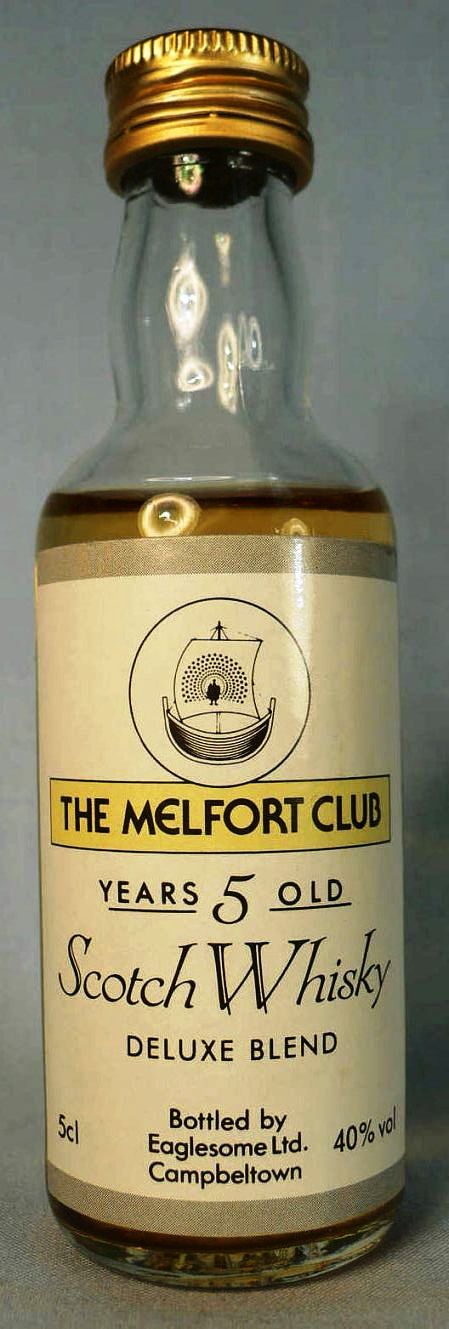 THE MELFORT CLUB
YEARS 5 OLD
Scotch Whisky
DELUXE BLEND
5cl
Bottled by
Eaglesome Ltd.
Campbeltown
40% vol